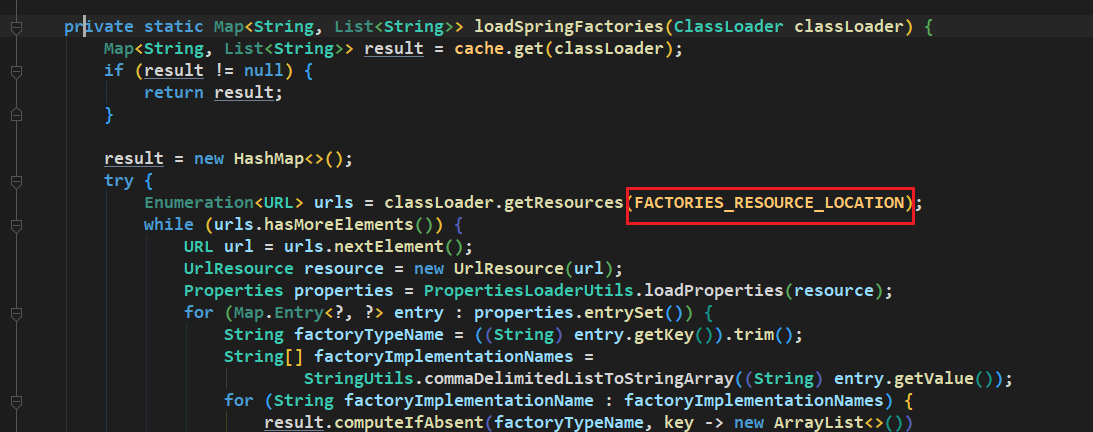 private static Map<String, List<String>> loadSpringFactories(ClassLoader classLoader) {
Map<String, List<String>> result = cache.get(classLoader);
if (result != null) {
return result;
}
result = new HashMap<>();
try {
Enumeration<URL> urls = classLoader.getResources(FACTORIES_RESOURCE_LOCATION);
while (urls.hasMoreElements()) {
URL url = urls.nextElement();
UrlResource resource = new UrlResource(url);
Properties properties = PropertiesLoaderUtils.loadProperties(resource);
for (Map.Entry<?, ?> entry : properties.entrySet()) {
String factoryTypeName = ((String) entry.getKey()).trim();
String[] factoryImplementationNames =
StringUtils.commaDelimitedListToStringArray((String) entry.getValue());
for (String factoryImplementationName : factoryImplementationNames) {
result.computeIfAbsent(factoryTypeName, key -> new ArrayList<>())